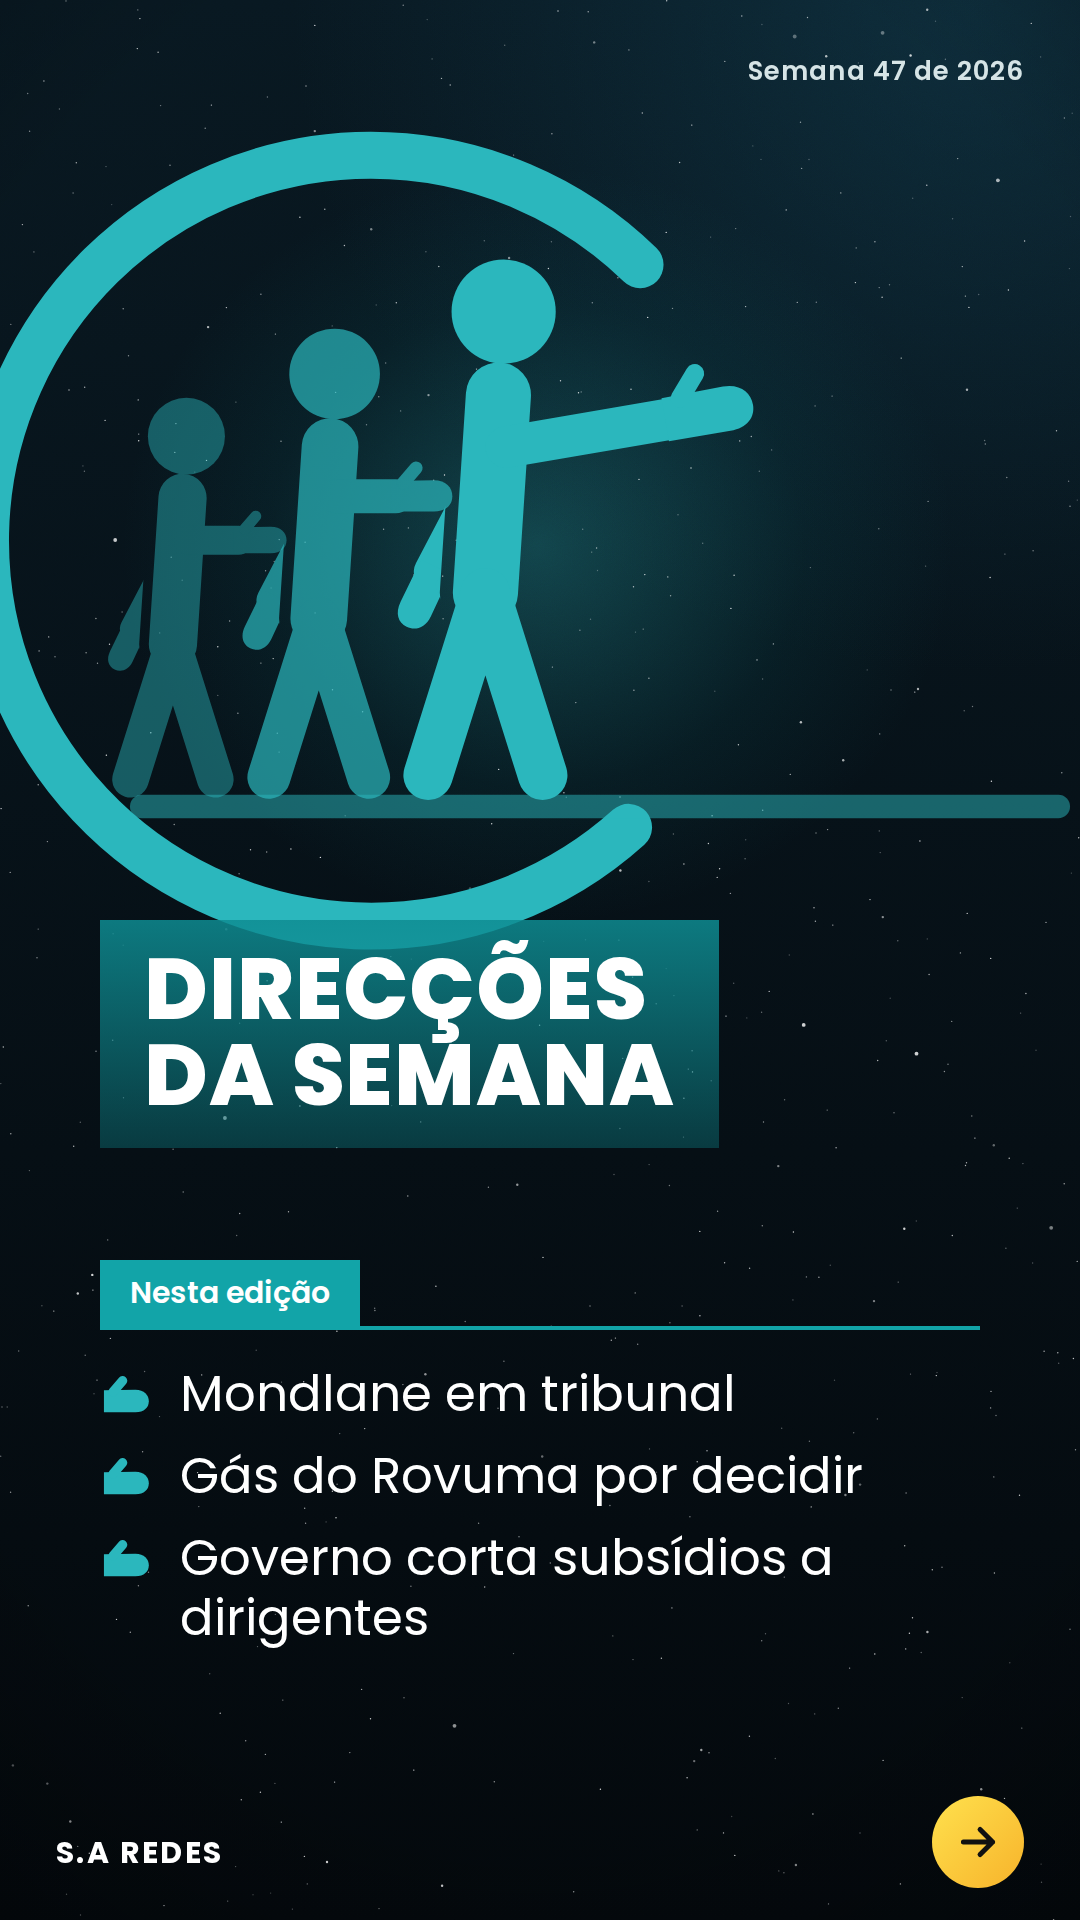 Semana 47 de 2026
DIRECÇÕES
DA SEMANA
Nesta edição
Mondlane em tribunal
Gás do Rovuma por decidir
Governo corta subsídios a
dirigentes
S.A REDES